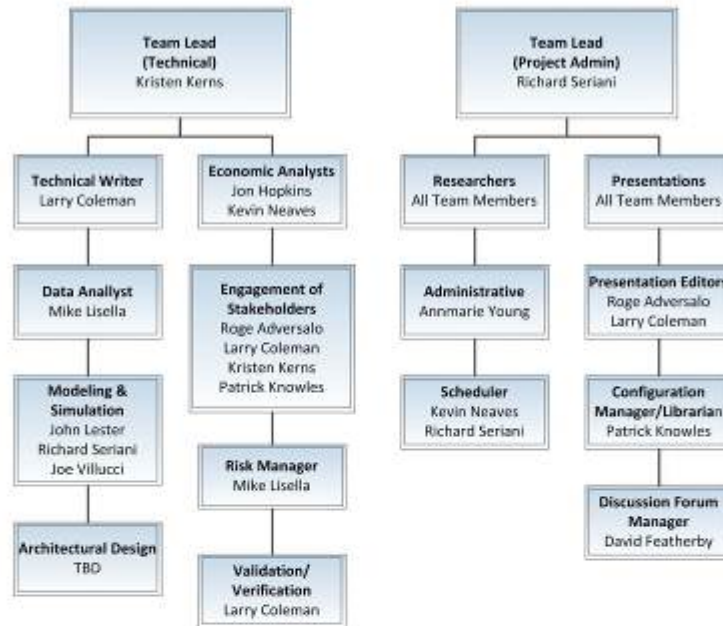 Team Lead
(Technical)
Kristen Kerns
Technical Writer
Larry Coleman
Data Anallyst
Mike Lisella
Modeling &
Simulation
John Lester
Richard Seriani
Joe Villucci
Architectural Design
TBD
Economic Analysts
Jon Hopkins
Kevin Neaves
Engagement of
Stakeholders
Roge Adversalo
Larry Coleman
Kristen Kerns
Patrick Knowles
Risk Manager
Mike Lisella
Validation/
Verification
Larry Coleman
Team Lead
(Project Admin)
Richard Seriani
Researchers
All Team Members
Administrative
Annmarie Young
Scheduler
Kevin Neaves
Richard Seriani
Presentations
All Team Members
Presentation Editors
Roge Adversalo
Larry Coleman
Configuration
Manager/Librarian
Patrick Knowles
Discussion Forum
Manager
David Featherby